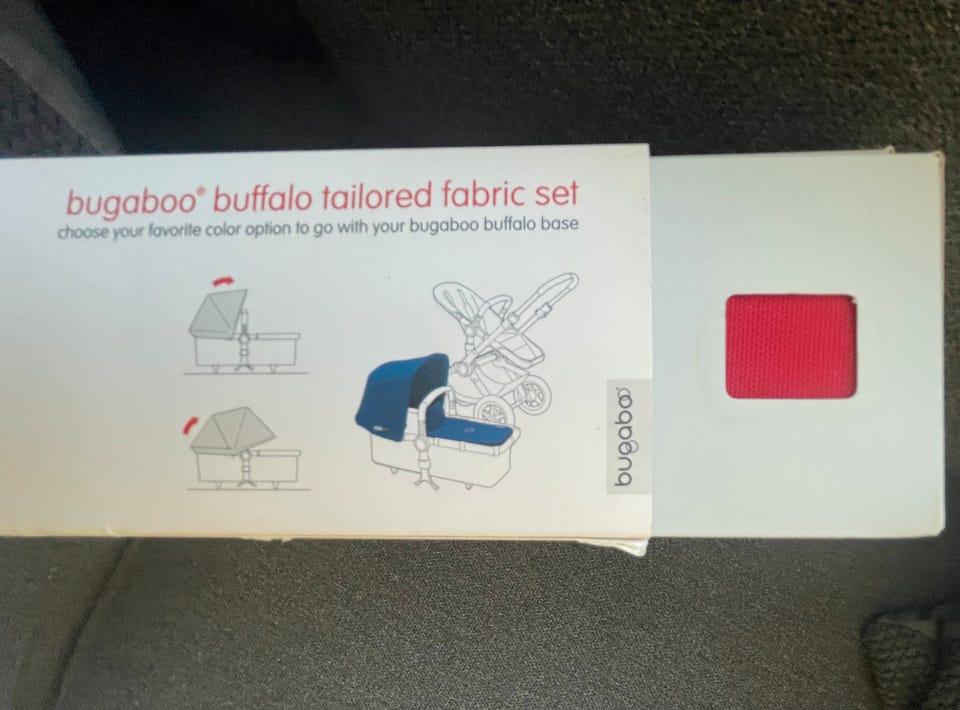 bugaboo® buffalo tailored fabric set
choose your favorite color option to go with your bugaboo buffalo base
bugaboo®